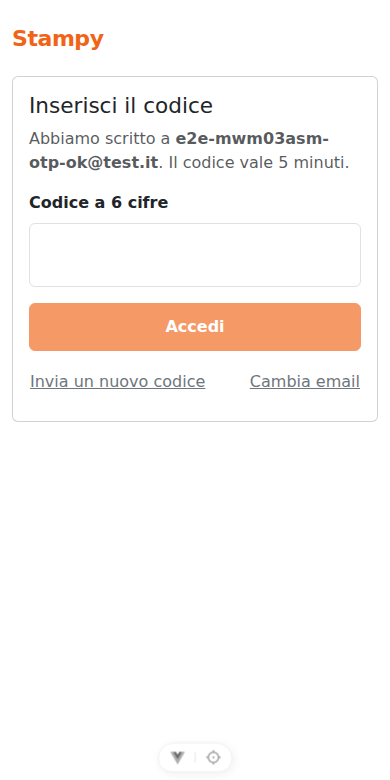 Stampy
Inserisci il codice
Abbiamo scritto a e2e-mwm03asm-
otp-ok@test.it. Il codice vale 5 minuti.
Codice a 6 cifre
Accedi
Invia un nuovo codice Cambia email